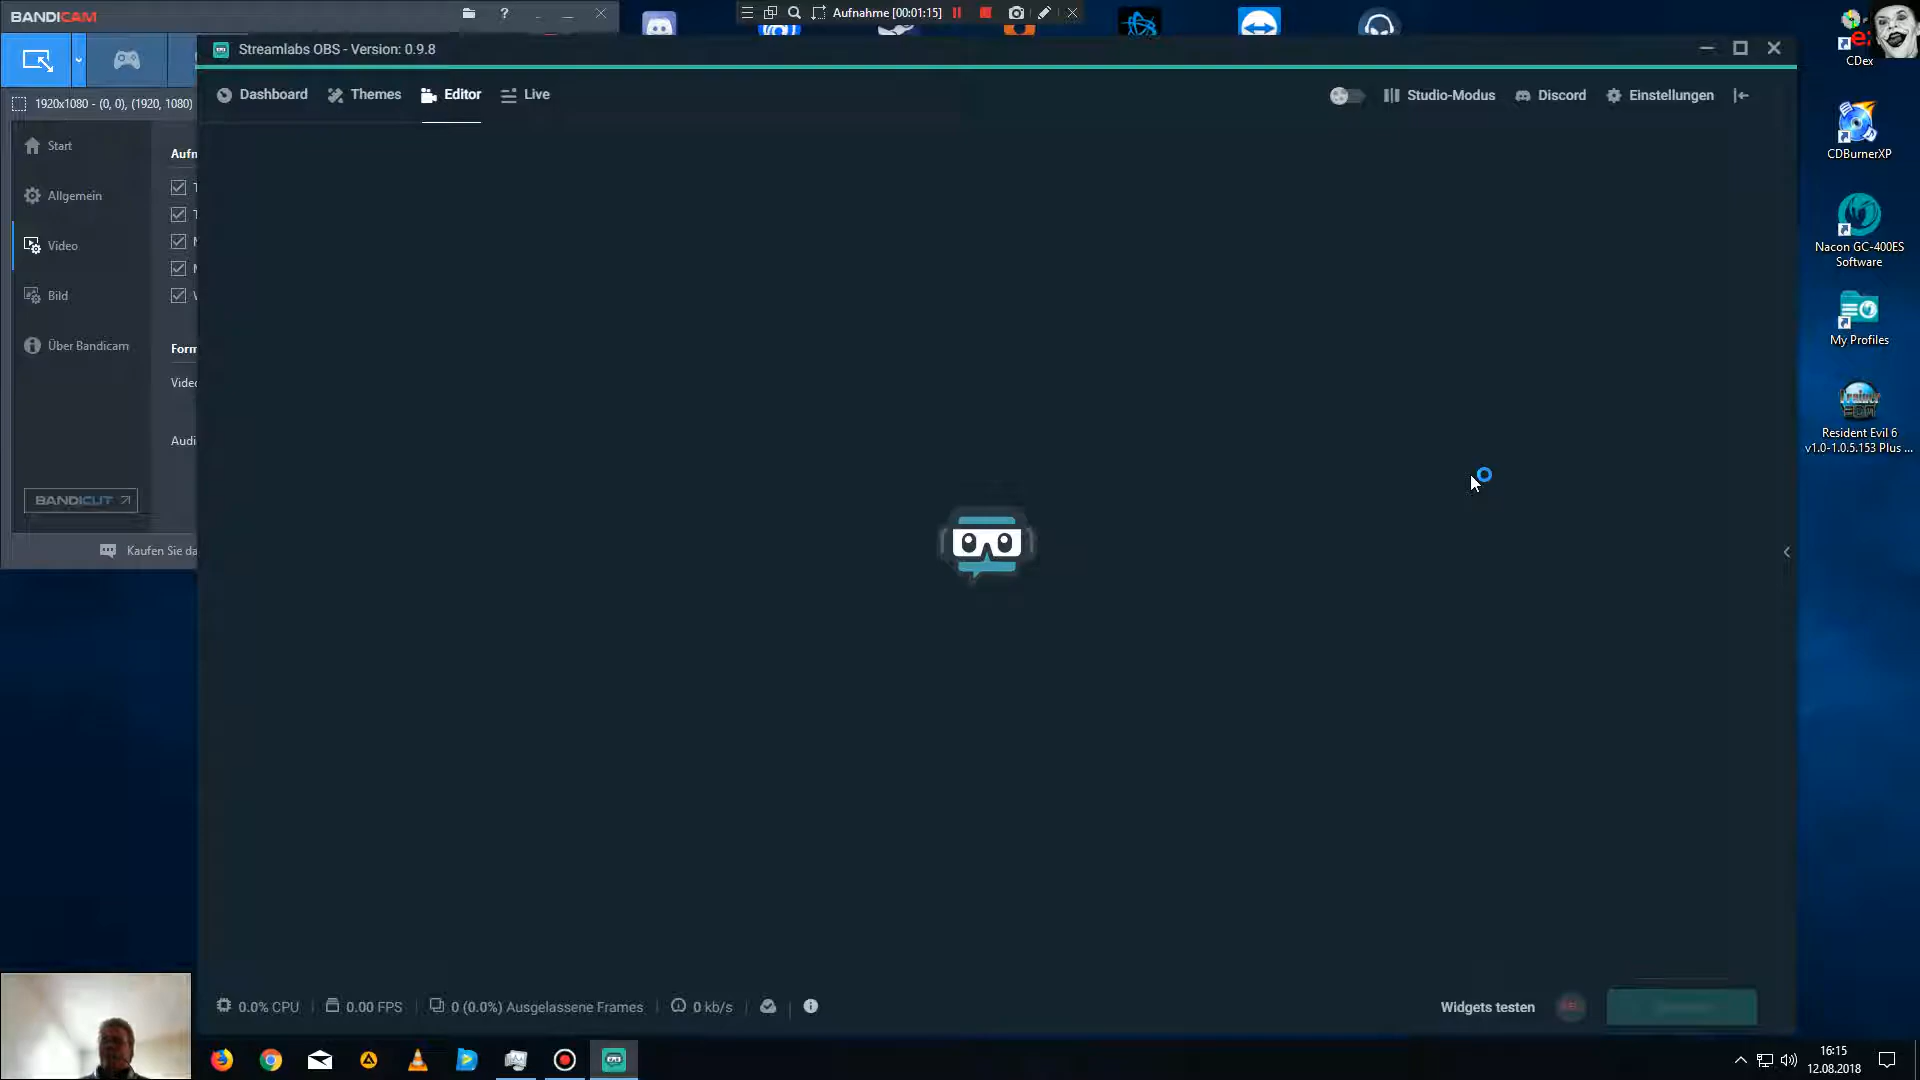 BANDICAM
?
Aufnahme [00:01:15]
Streamlabs OBS - Version: 0.9.8
Dashboard
Themes
Editor
Live
Studio-Modus
Discord
Einstellungen
1920x1080 - (0, 0), (1920, 1080)
Start
Allgemein
Video
Bild
Über Bandicam
BANDICUT
Kaufen Sie da
Aufn
Form
Videc
Audi
CDex
CDBurnerXP
Nacon GC-400ES
Software
My Profiles
Resident Evil 6
v1.0-1.0.5.153 Plus ...
0.0% CPU
0.00 FPS
0 (0.0%) Ausgelassene Frames
0 kb/s
Widgets testen
16:15
12.08.2018